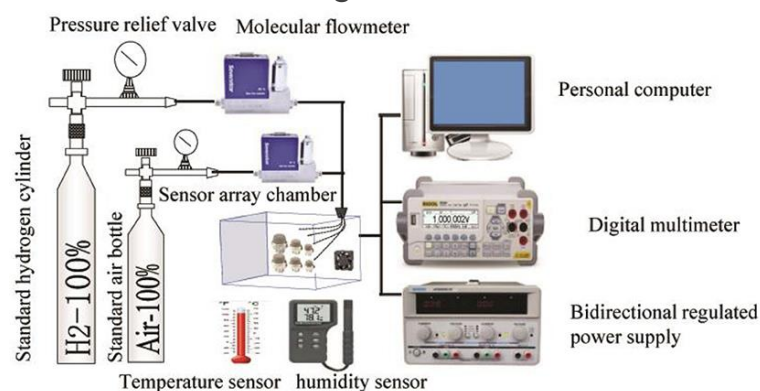 Pressure relief valve
Molecular flowmeter
Personal computer
Standard hydrogen cylinder
H2-100%
Standard air bottle
Air-100%
Sensor array chamber
RIGOL
1.000.002V
Digital multimeter
Bidirectional regulated
power supply
Temperature sensor
humidity sensor